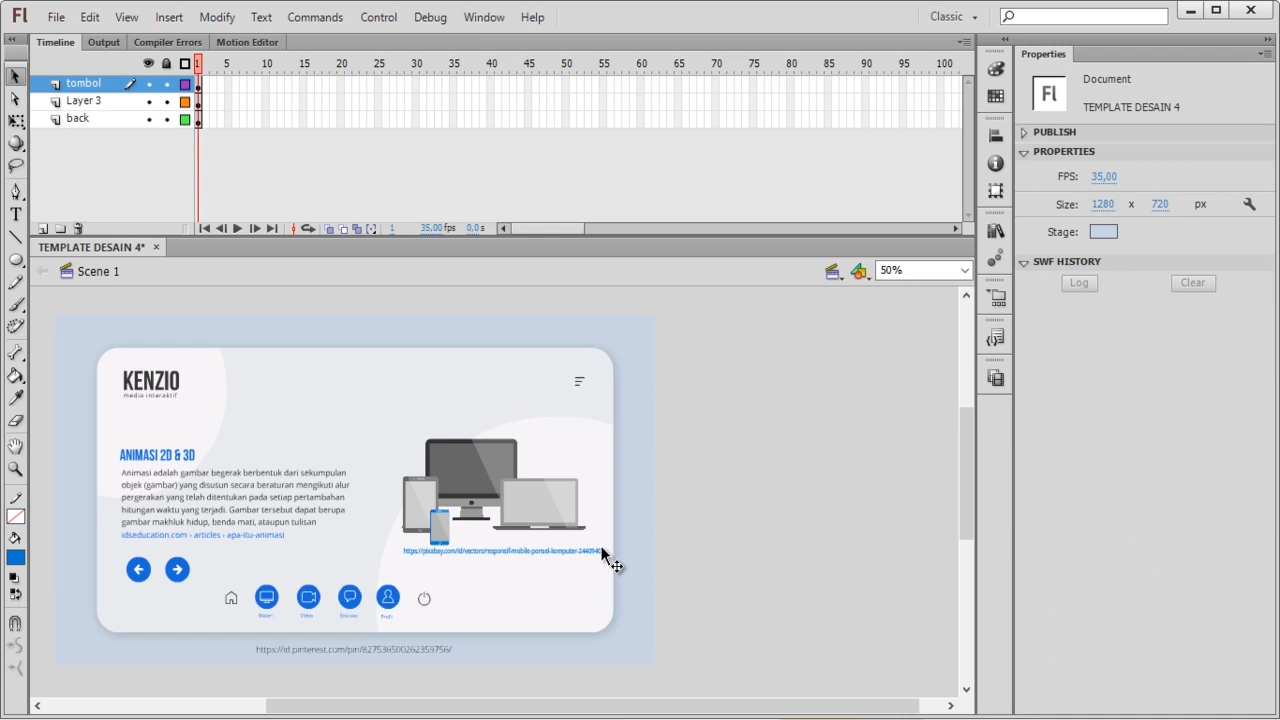 Fl File Edit View Insert Modify Text Commands Control Debug Window Help Classic
Timeline Output Compiler Errors Motion Editor
1 5 10 15 20 25 30 35 40 45 50 55 60 65 70 75 80 85 90 95 100
tombol
Layer 3
back
1 35,00 fps 0,0 s
TEMPLATE DESAIN 4*
Scene 1
50%
KENZIO
media interaktif
ANIMASI 2D & 3D
Animasi adalah gambar begerak berbentuk dari sekumpulan
objek (gambar) yang disusun secara beraturan mengikuti alur
pergerakan yang telah ditentukan pada setiap pertambahan
hitungan waktu yang terjadi. Gambar tersebut dapat berupa
gambar makhluk hidup, benda mati, ataupun tulisan
idseducation.com › articles › apa-itu-animasi
https://pixabay.com/id/vectors/responsif-mobile-ponsel-komputer-2440940
Materi Video Evaluasi Profil
https://id.pinterest.com/pin/827536500262359756/
Properties
Fl
Document
TEMPLATE DESAIN 4
PUBLISH
PROPERTIES
FPS: 35,00
Size: 1280 x 720 px
Stage:
SWF HISTORY
Log Clear